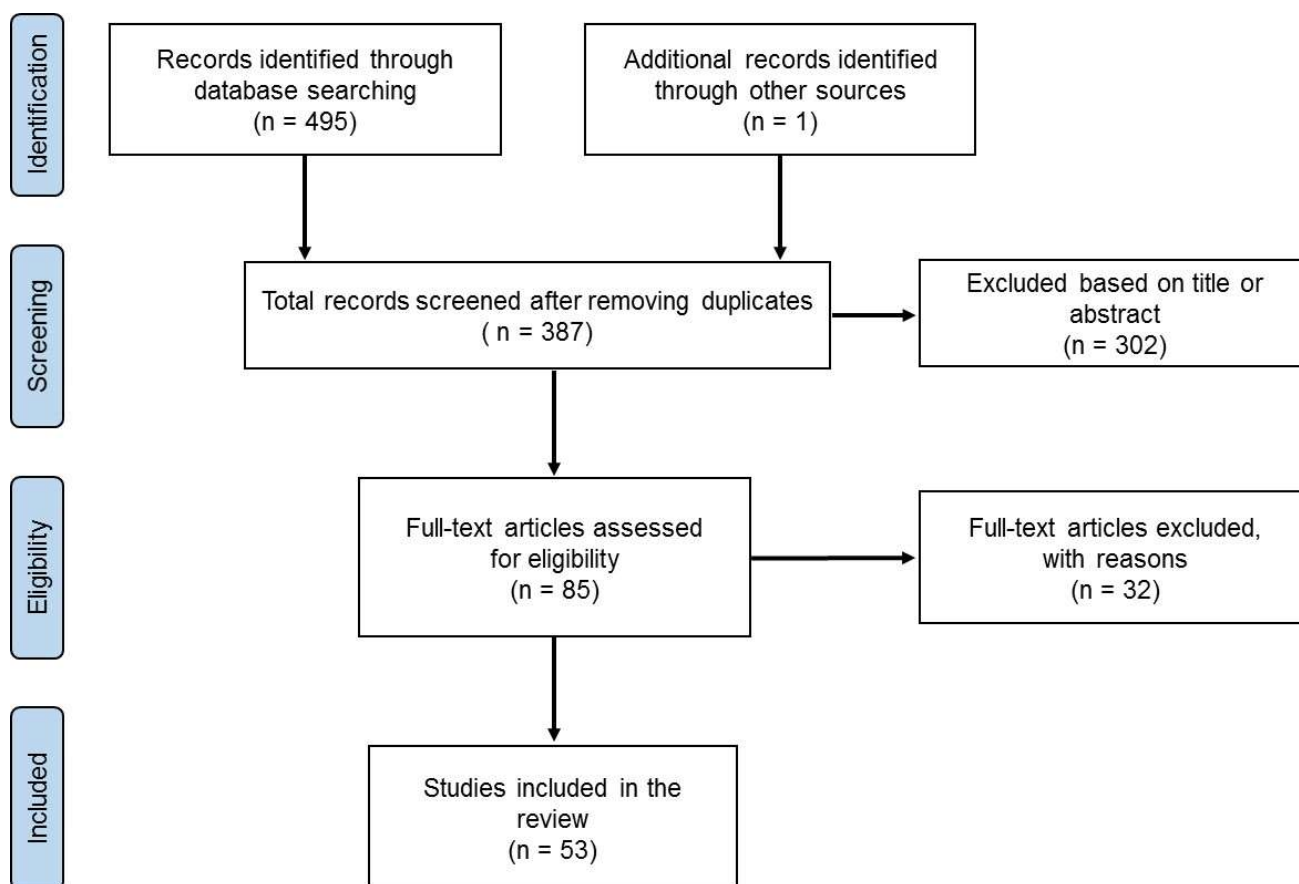 Identification
Records identified through
database searching
(n = 495)
Additional records identified
through other sources
(n = 1)
Screening
Total records screened after removing duplicates
( n = 387)
Excluded based on title or
abstract
(n = 302)
Eligibility
Full-text articles assessed
for eligibility
(n = 85)
Full-text articles excluded,
with reasons
(n = 32)
Included
Studies included in the
review
(n = 53)